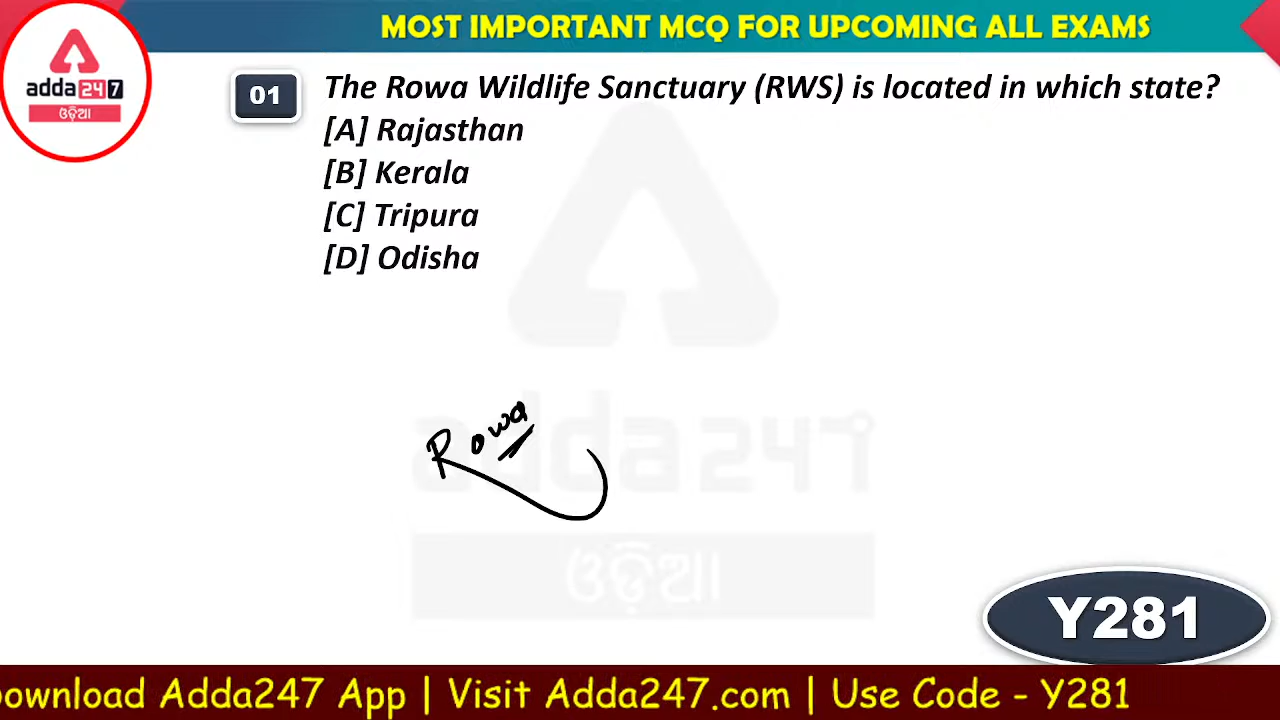 MOST IMPORTANT MCQ FOR UPCOMING ALL EXAMS
adda247
ଓଡ଼ିଆ
01
The Rowa Wildlife Sanctuary (RWS) is located in which state?
[A] Rajasthan
[B] Kerala
[C] Tripura
[D] Odisha
Rowa
adda247
ଓଡ଼ିଆ
Y281
ownload Adda247 App | Visit Adda247.com | Use Code - Y281